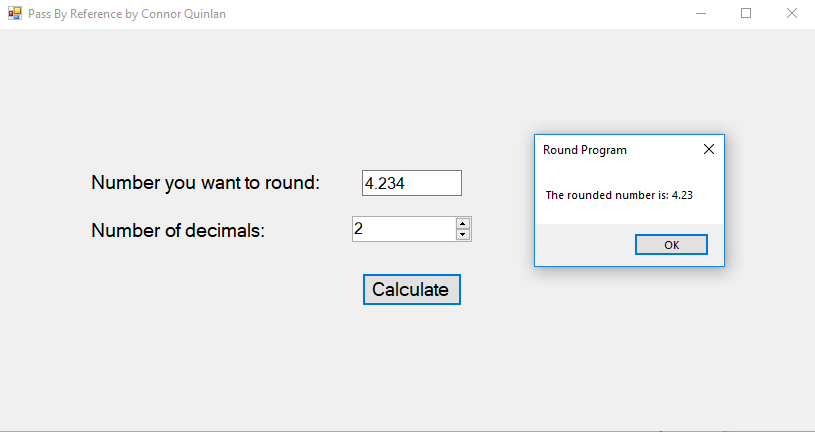 Pass By Reference by Connor Quinlan
Round Program
Number you want to round: 4.234
The rounded number is: 4.23
Number of decimals: 2
OK
Calculate